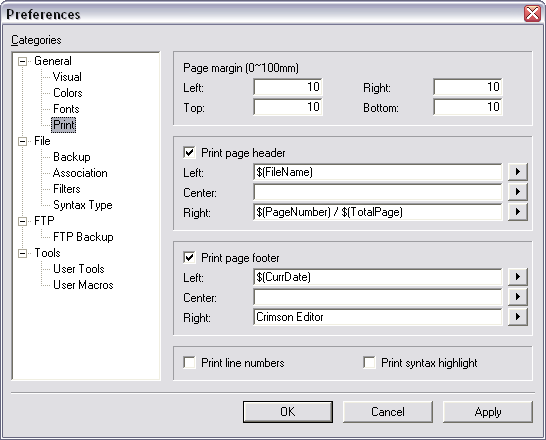 Preferences
Categories
General
Visual
Colors
Fonts
Print
File
Backup
Association
Filters
Syntax Type
FTP
FTP Backup
Tools
User Tools
User Macros
Page margin (0~100mm)
Left: 10 Right: 10
Top: 10 Bottom: 10
Print page header
Left: $(FileName)
Center:
Right: $(PageNumber) / $(TotalPage)
Print page footer
Left: $(CurrDate)
Center:
Right: Crimson Editor
Print line numbers Print syntax highlight
OK Cancel Apply